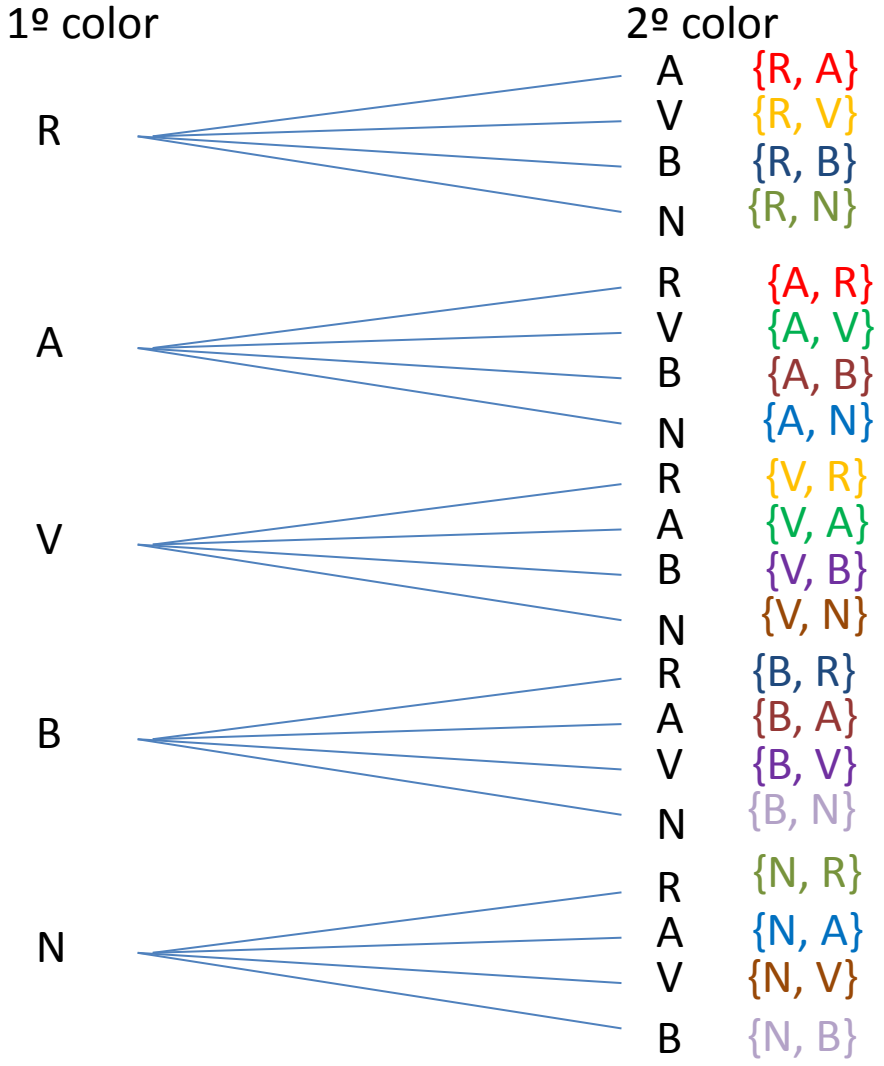 1º color 2º color
R
A {R, A}
V {R, V}
B {R, B}
N {R, N}
A
R {A, R}
V {A, V}
B {A, B}
N {A, N}
V
R {V, R}
A {V, A}
B {V, B}
N {V, N}
B
R {B, R}
A {B, A}
V {B, V}
N {B, N}
N
R {N, R}
A {N, A}
V {N, V}
B {N, B}